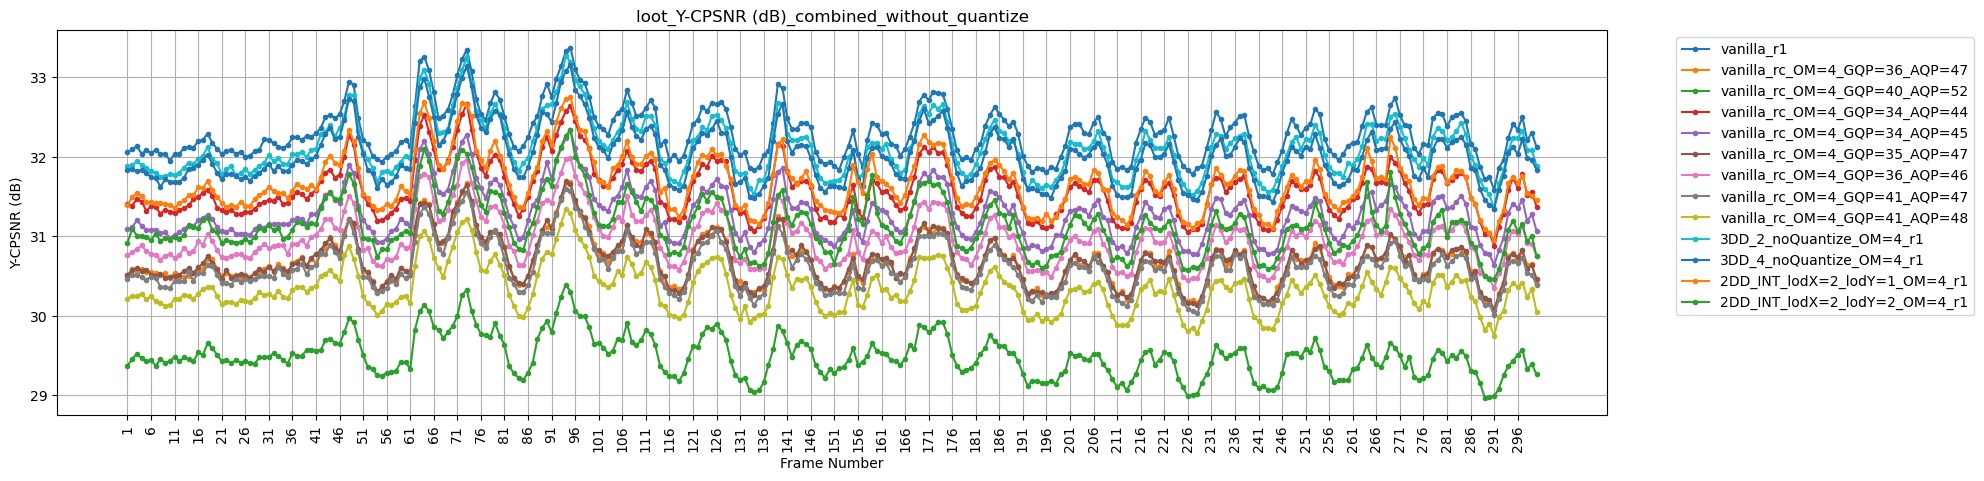 loot_Y-CPSNR (dB)_combined_without_quantize
Y-CPSNR (dB)
33
32
31
30
29
1 6 11 16 21 26 31 36 41 46 51 56 61 66 71 76 81 86 91 96 101 106 111 116 121 126 131 136 141 146 151 156 161 166 171 176 181 186 191 196 201 206 211 216 221 226 231 236 241 246 251 256 261 266 271 276 281 286 291 296
Frame Number
vanilla_r1
vanilla_rc_OM=4_GQP=36_AQP=47
vanilla_rc_OM=4_GQP=40_AQP=52
vanilla_rc_OM=4_GQP=34_AQP=44
vanilla_rc_OM=4_GQP=34_AQP=45
vanilla_rc_OM=4_GQP=35_AQP=47
vanilla_rc_OM=4_GQP=36_AQP=46
vanilla_rc_OM=4_GQP=41_AQP=47
vanilla_rc_OM=4_GQP=41_AQP=48
3DD_2_noQuantize_OM=4_r1
3DD_4_noQuantize_OM=4_r1
2DD_INT_lodX=2_lodY=1_OM=4_r1
2DD_INT_lodX=2_lodY=2_OM=4_r1